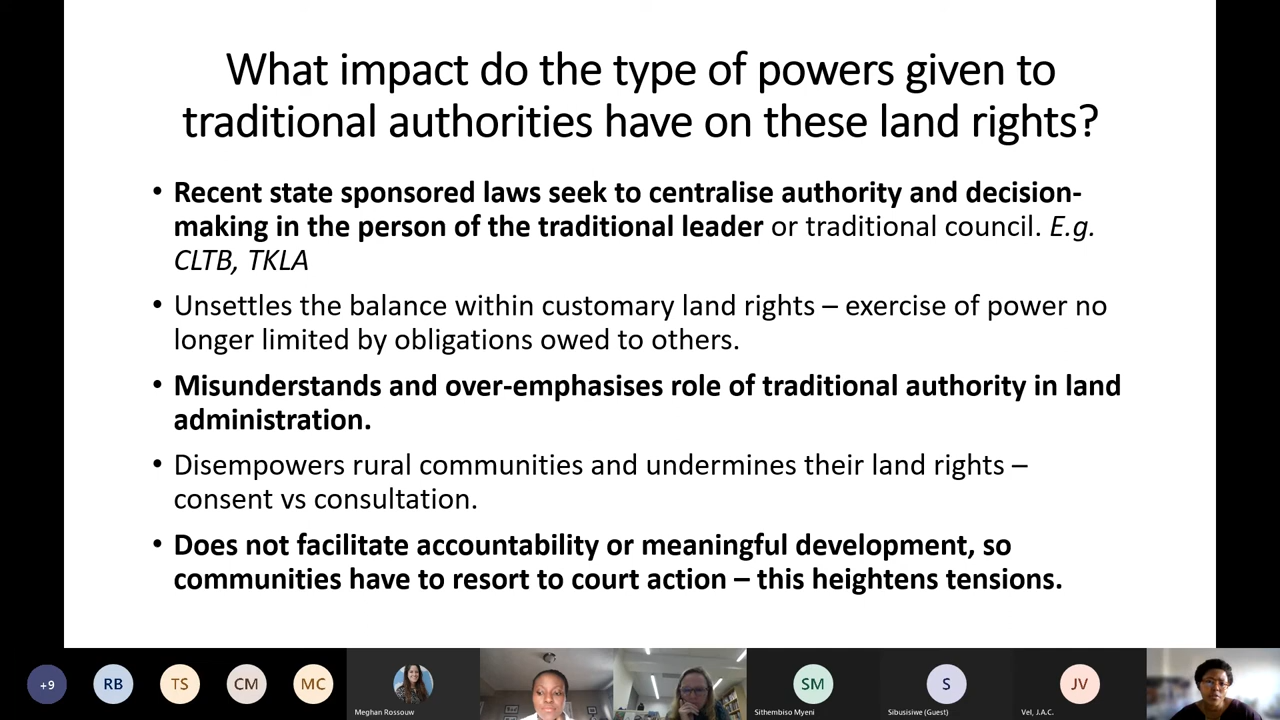 What impact do the type of powers given to
traditional authorities have on these land rights?
• Recent state sponsored laws seek to centralise authority and decision-
making in the person of the traditional leader or traditional council. E.g.
CLTB, TKLA
• Unsettles the balance within customary land rights – exercise of power no
longer limited by obligations owed to others.
• Misunderstands and over-emphasises role of traditional authority in land
administration.
• Disempowers rural communities and undermines their land rights –
consent vs consultation.
• Does not facilitate accountability or meaningful development, so
communities have to resort to court action – this heightens tensions.
+9 RB TS CM MC SM S JV
Meghan Rossouw Sithembiso Myeni Sibusisiwe (Guest) Vel, J.A.C.